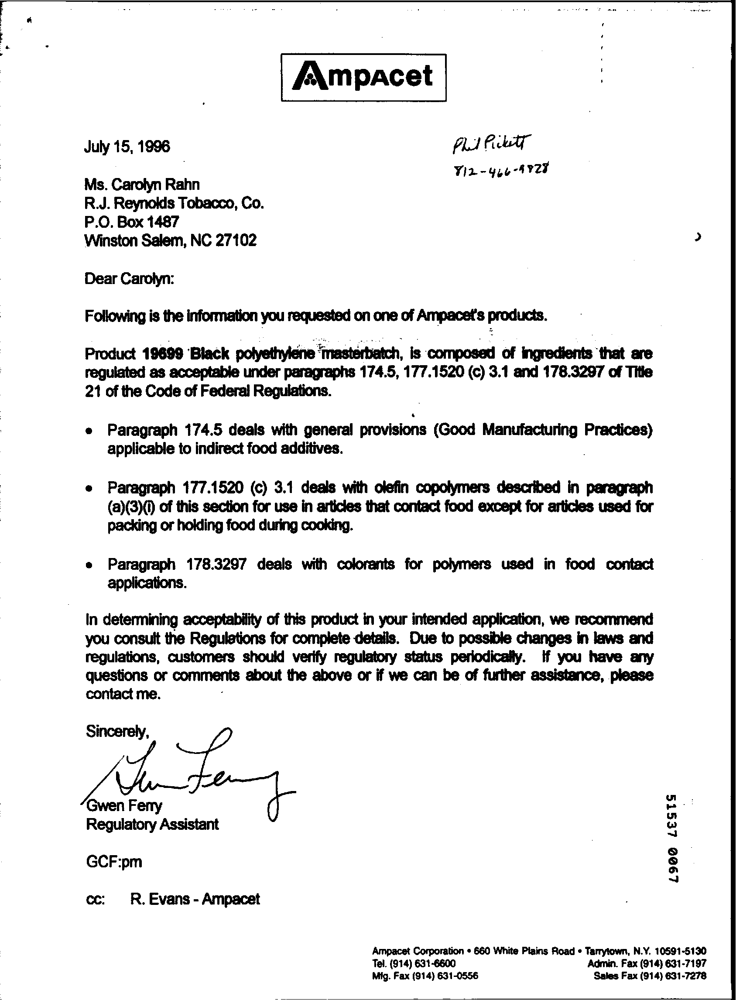 Ampacet
July 15, 1996
Phil Pickett
812-466-9828
Ms. Carolyn Rahn
R.J. Reynolds Tobacco, Co.
P.O. Box 1487
Winston Salem, NC 27102
Dear Carolyn:
Following is the information you requested on one of Ampacet's products.
Product 19699 Black polyethylene masterbatch, is composed of ingredients that are
regulated as acceptable under paragraphs 174.5, 177.1520 (c) 3.1 and 178.3297 of Title
21 of the Code of Federal Regulations.
• Paragraph 174.5 deals with general provisions (Good Manufacturing Practices)
applicable to indirect food additives.
• Paragraph 177.1520 (c) 3.1 deals with olefin copolymers described in paragraph
(a)(3)(i) of this section for use in articles that contact food except for articles used for
packing or holding food during cooking.
• Paragraph 178.3297 deals with colorants for polymers used in food contact
applications.
In determining acceptability of this product in your intended application, we recommend
you consult the Regulations for complete details. Due to possible changes in laws and
regulations, customers should verify regulatory status periodically. If you have any
questions or comments about the above or if we can be of further assistance, please
contact me.
Sincerely,
Gwen Ferry
Gwen Ferry
Regulatory Assistant
GCF:pm
cc: R. Evans - Ampacet
51537 0067
Ampacet Corporation • 660 White Plains Road • Tarrytown, N.Y. 10591-5130
Tel. (914) 631-6600 Admin. Fax (914) 631-7197
Mfg. Fax (914) 631-0556 Sales Fax (914) 631-7278